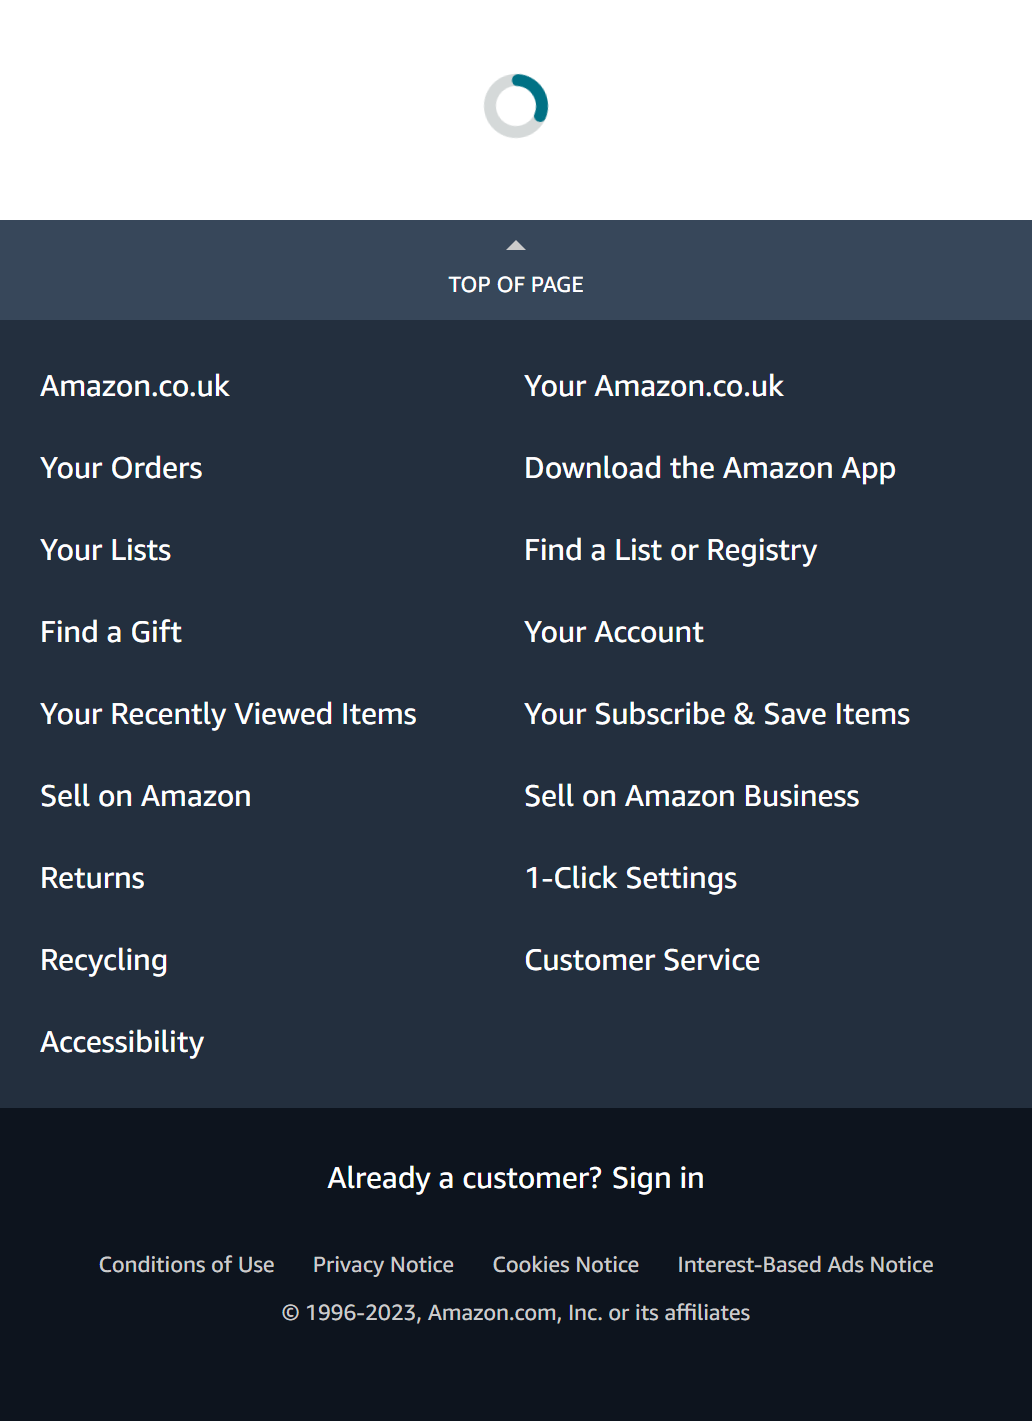 TOP OF PAGE
Amazon.co.uk
Your Amazon.co.uk
Your Orders
Download the Amazon App
Your Lists
Find a List or Registry
Find a Gift
Your Account
Your Recently Viewed Items
Your Subscribe & Save Items
Sell on Amazon
Sell on Amazon Business
Returns
1-Click Settings
Recycling
Customer Service
Accessibility
Already a customer? Sign in
Conditions of Use Privacy Notice Cookies Notice Interest-Based Ads Notice
© 1996-2023, Amazon.com, Inc. or its affiliates